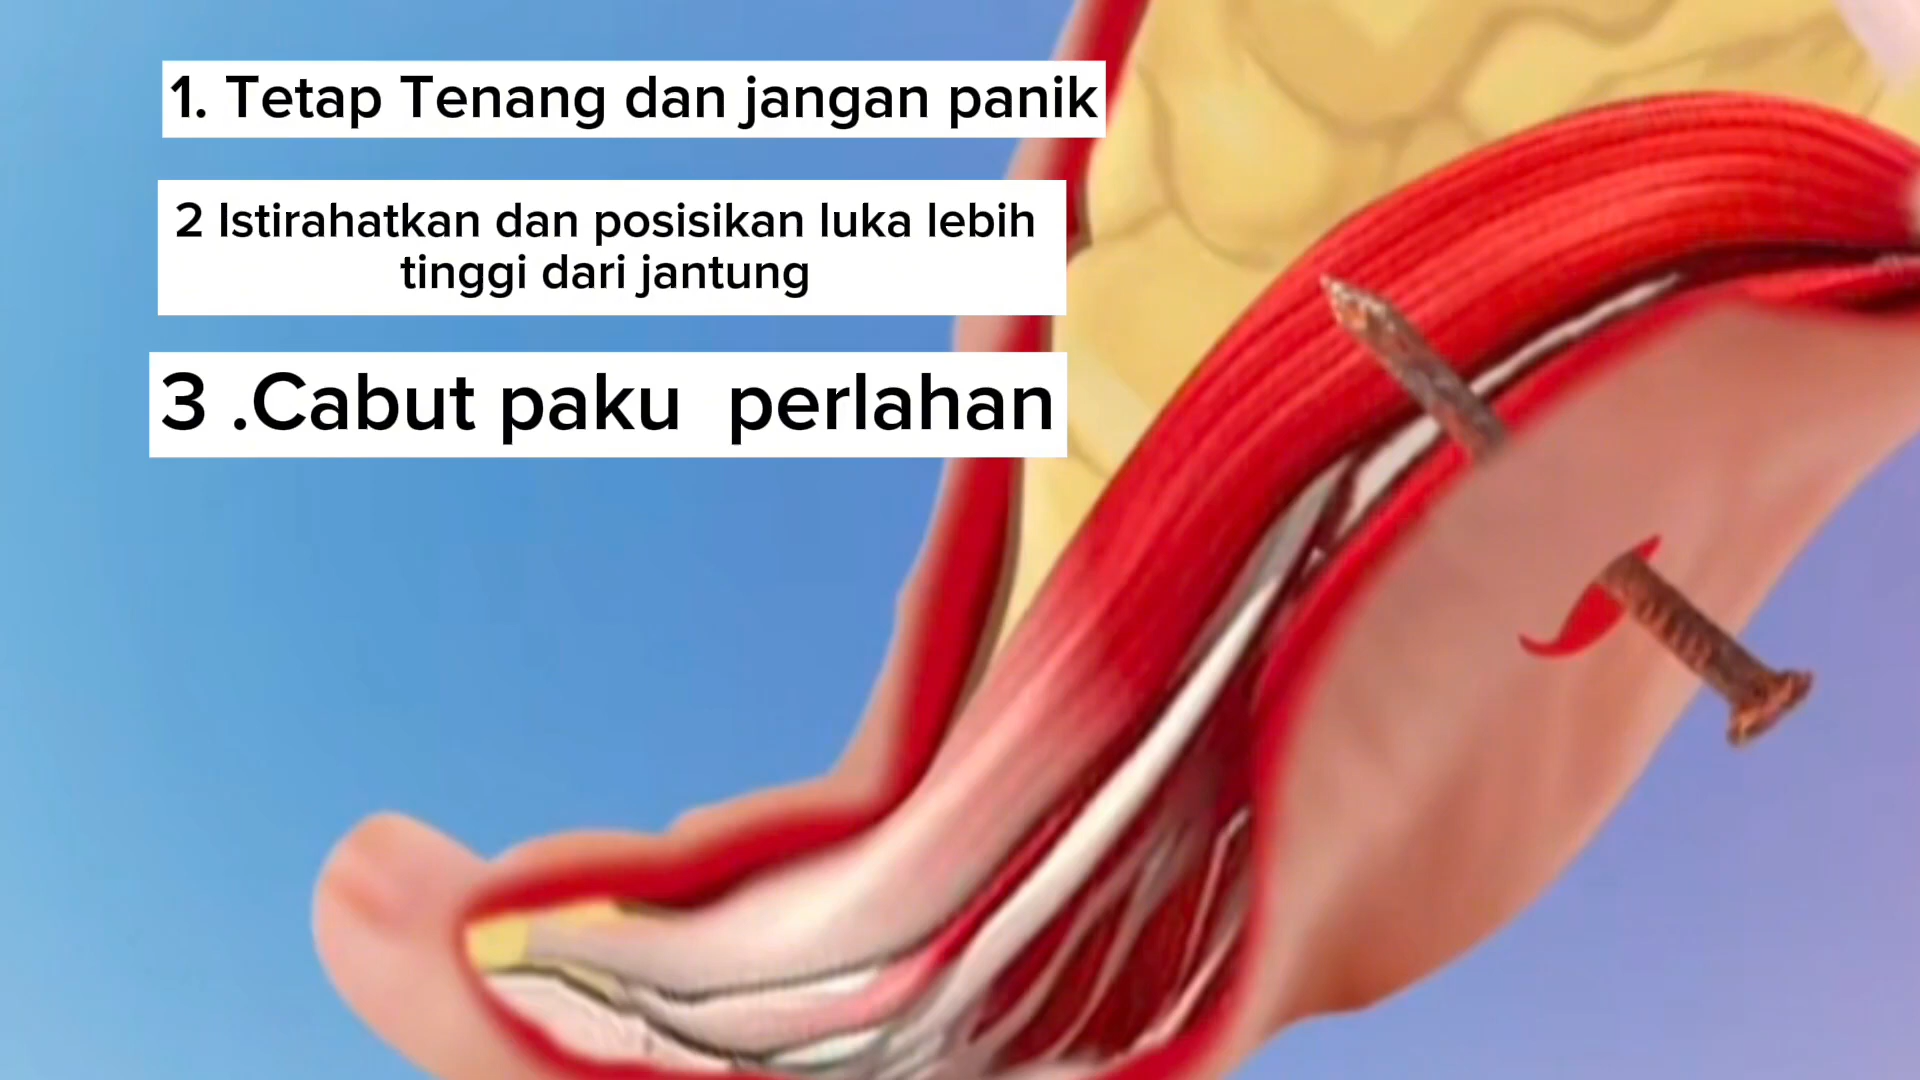 1. Tetap Tenang dan jangan panik
2 Istirahatkan dan posisikan luka lebih
tinggi dari jantung
3 .Cabut paku  perlahan